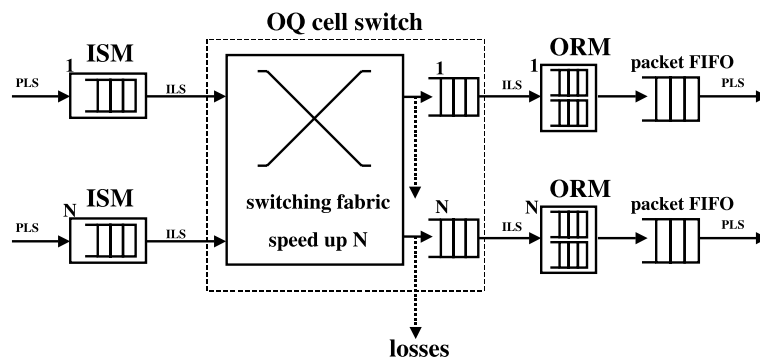 OQ cell switch
ISM
ORM
packet FIFO
1
1
1
PLS
ILS
ILS
PLS
switching fabric
speed up N
ISM
ORM
packet FIFO
N
N
N
PLS
ILS
ILS
PLS
losses